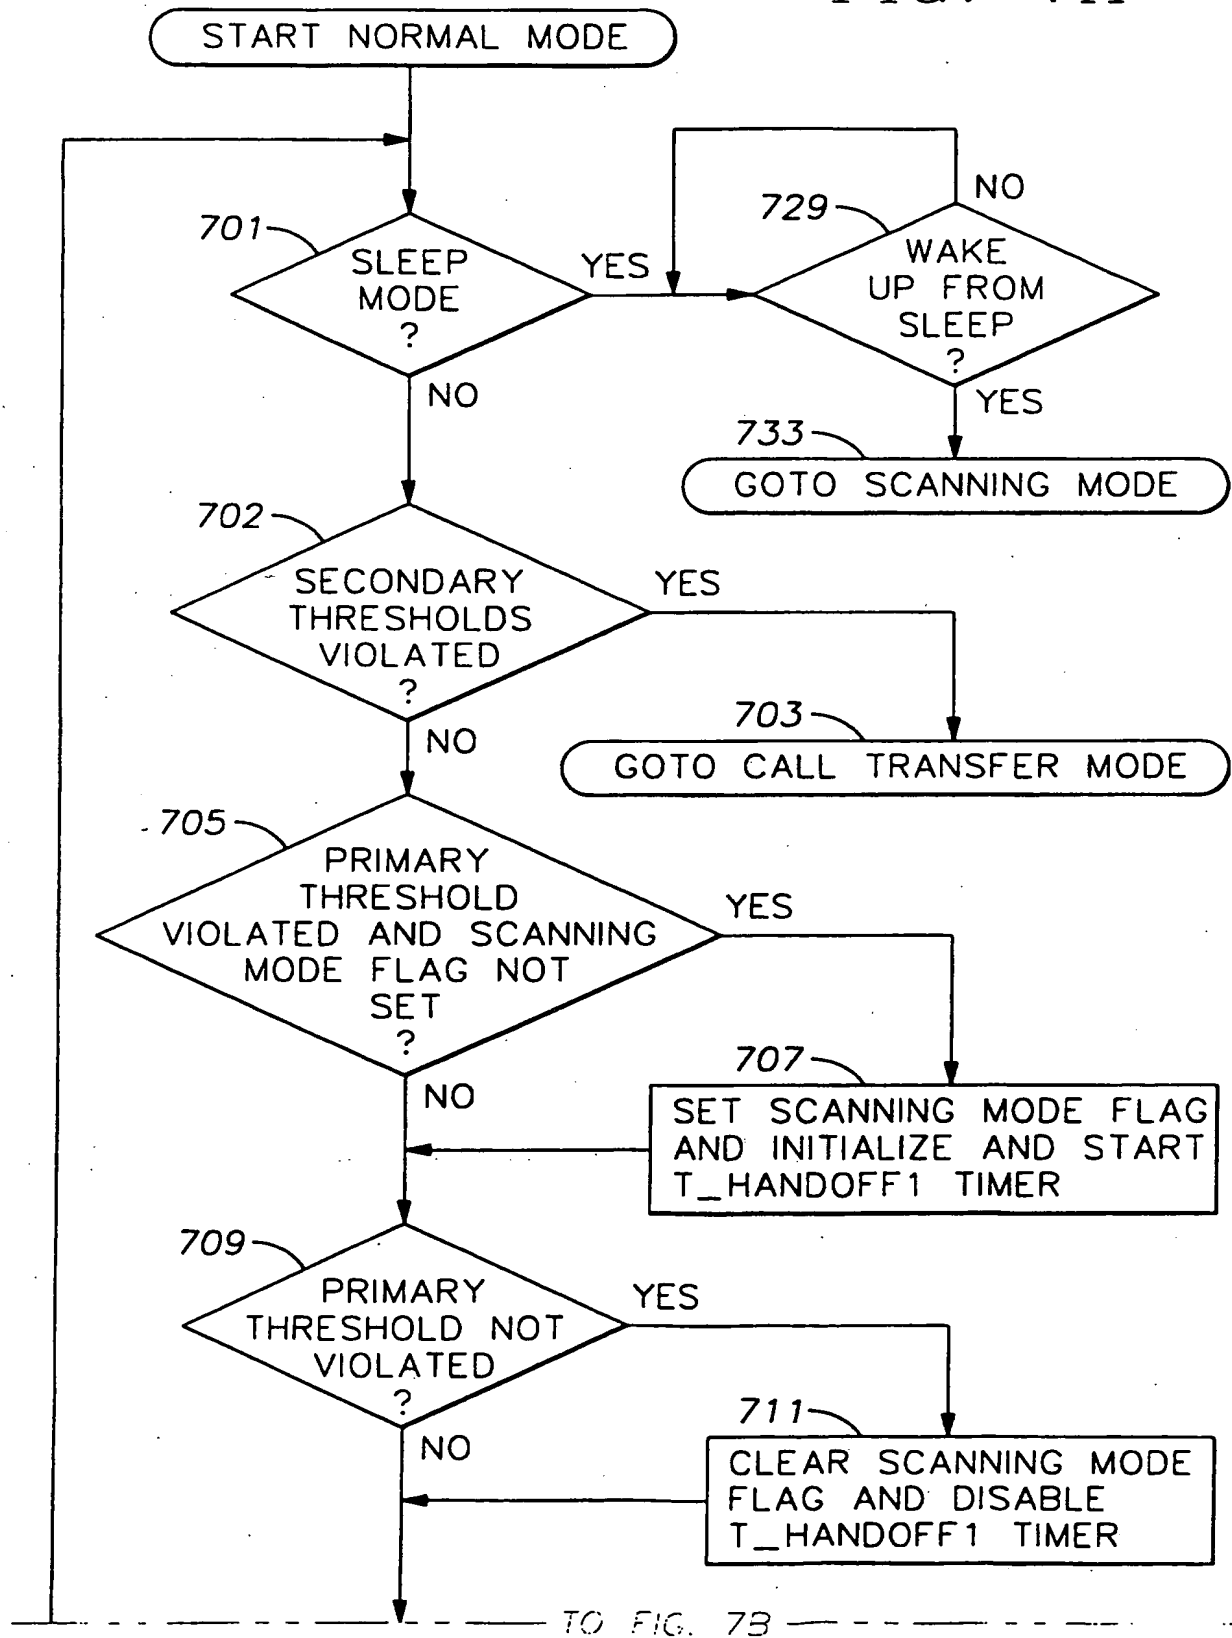 START NORMAL MODE
701
SLEEP
MODE
?
YES
NO
729
WAKE
UP FROM
SLEEP
?
NO
YES
733
GOTO SCANNING MODE
702
SECONDARY
THRESHOLDS
VIOLATED
?
YES
NO
703
GOTO CALL TRANSFER MODE
705
PRIMARY
THRESHOLD
VIOLATED AND SCANNING
MODE FLAG NOT
SET
?
YES
NO
707
SET SCANNING MODE FLAG
AND INITIALIZE AND START
T_HANDOFF1 TIMER
709
PRIMARY
THRESHOLD NOT
VIOLATED
?
YES
NO
711
CLEAR SCANNING MODE
FLAG AND DISABLE
T_HANDOFF1 TIMER
TO FIG. 7B